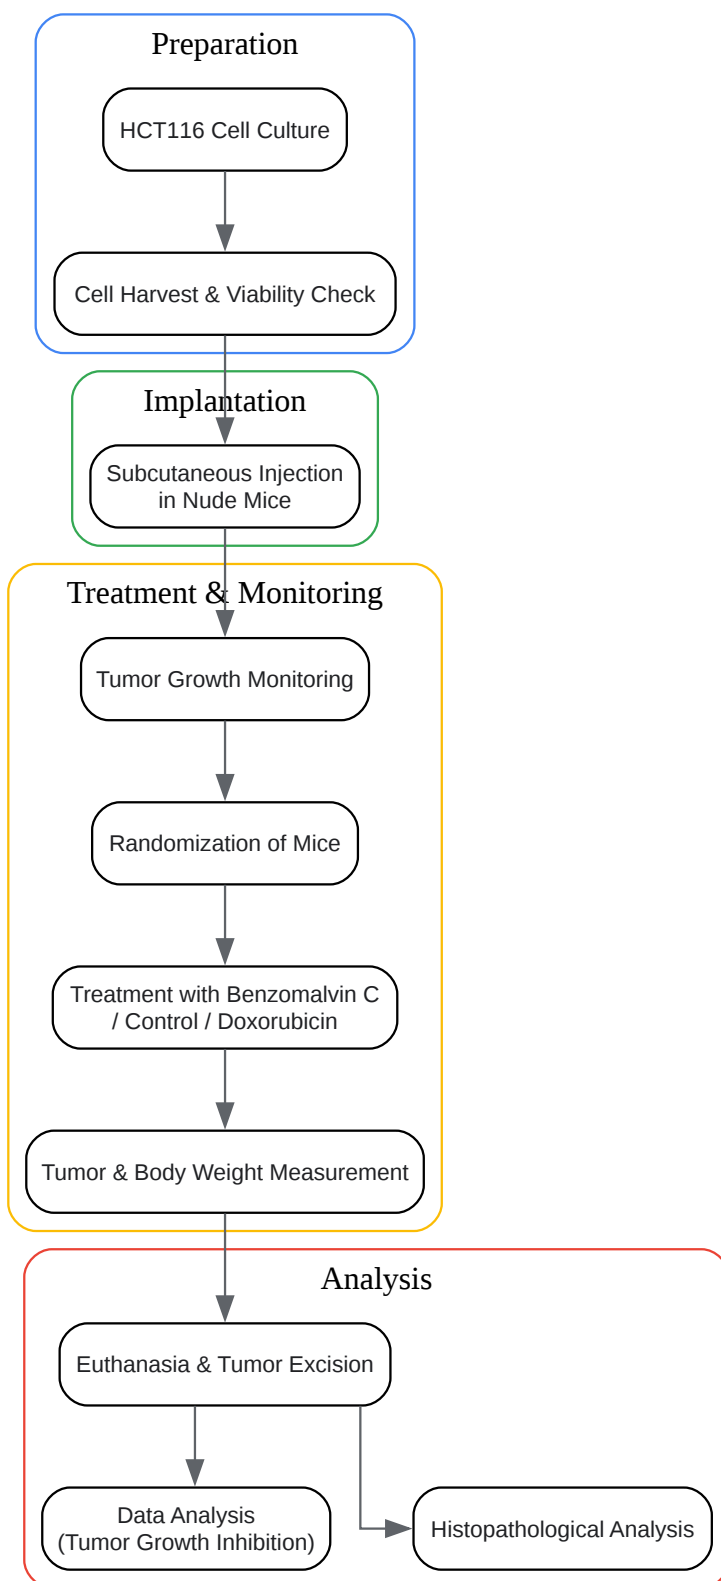 Preparation
HCT116 Cell Culture
Cell Harvest & Viability Check
Implantation
Subcutaneous Injection
in Nude Mice
Treatment & Monitoring
Tumor Growth Monitoring
Randomization of Mice
Treatment with Benzomalvin C
/ Control / Doxorubicin
Tumor & Body Weight Measurement
Analysis
Euthanasia & Tumor Excision
Data Analysis
(Tumor Growth Inhibition)
Histopathological Analysis